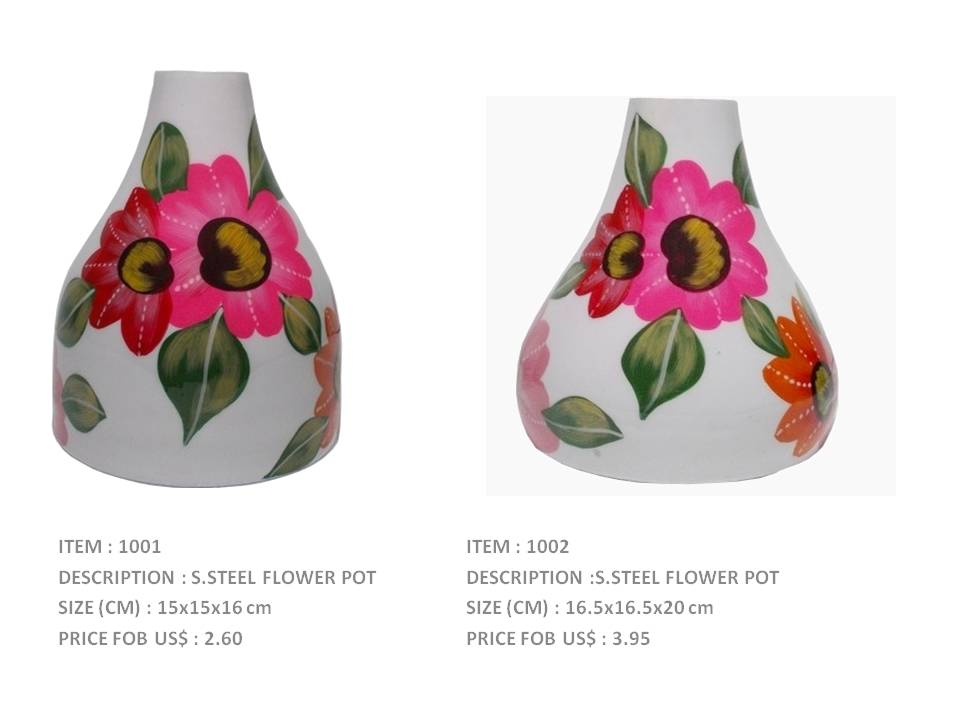 ITEM : 1001
DESCRIPTION : S.STEEL FLOWER POT
SIZE (CM) : 15x15x16 cm
PRICE FOB US$ : 2.60
ITEM : 1002
DESCRIPTION :S.STEEL FLOWER POT
SIZE (CM) : 16.5x16.5x20 cm
PRICE FOB US$ : 3.95